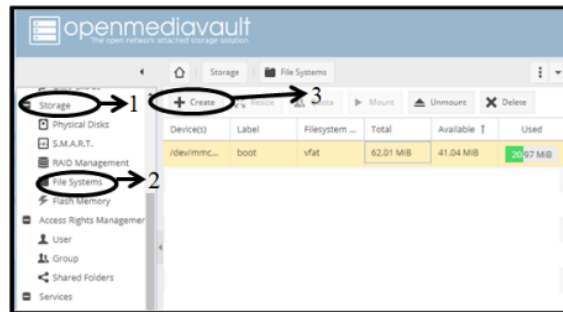 openmediavault
The open network attached storage solution
Storage
File Systems
Storage
1
Create
Resize
Quota
Mount
Unmount
Delete
3
Physical Disks
S.M.A.R.T.
RAID Management
File Systems
2
Flash Memory
Access Rights Managemer
User
Group
Shared Folders
Services
Device(s) Label Filesystem ... Total Available Used
/dev/mmc... boot vfat 62.01 MiB 41.04 MiB 20.97 MiB